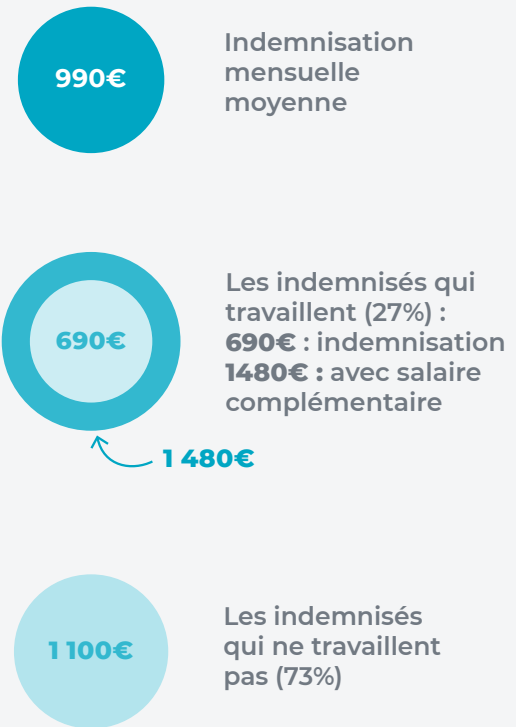 990€
Indemnisation
mensuelle
moyenne
690€
Les indemnisés qui
travaillent (27%) :
690€ : indemnisation
1480€ : avec salaire
complémentaire
1 480€
1 100€
Les indemnisés
qui ne travaillent
pas (73%)